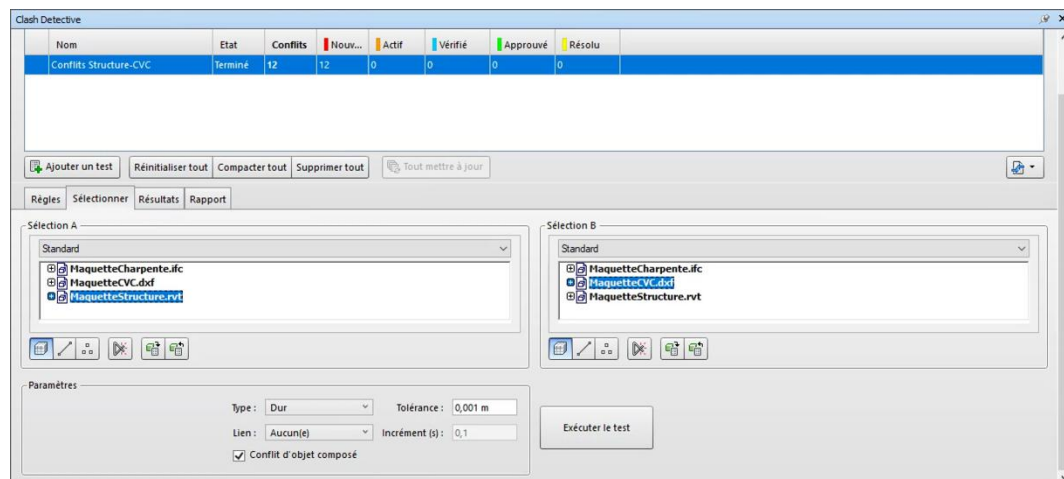 Clash Detective
Nom Etat Conflits Nouv... Actif Vérifié Approuvé Résolu
Conflits Structure-CVC Terminé 12 12 0 0 0 0
Ajouter un test Réinitialiser tout Compacter tout Supprimer tout Tout mettre à jour
Règles Sélectionner Résultats Rapport
Sélection A Sélection B
Standard Standard
MaquetteCharpente.ifc MaquetteCharpente.ifc
MaquetteCVC.dxf MaquetteCVC.dxf
MaquetteStructure.rvt MaquetteStructure.rvt
Paramètres
Type : Dur Tolérance : 0,001 m
Exécuter le test
Lien : Aucun(e) Incrément (s) : 0,1
Conflit d'objet composé